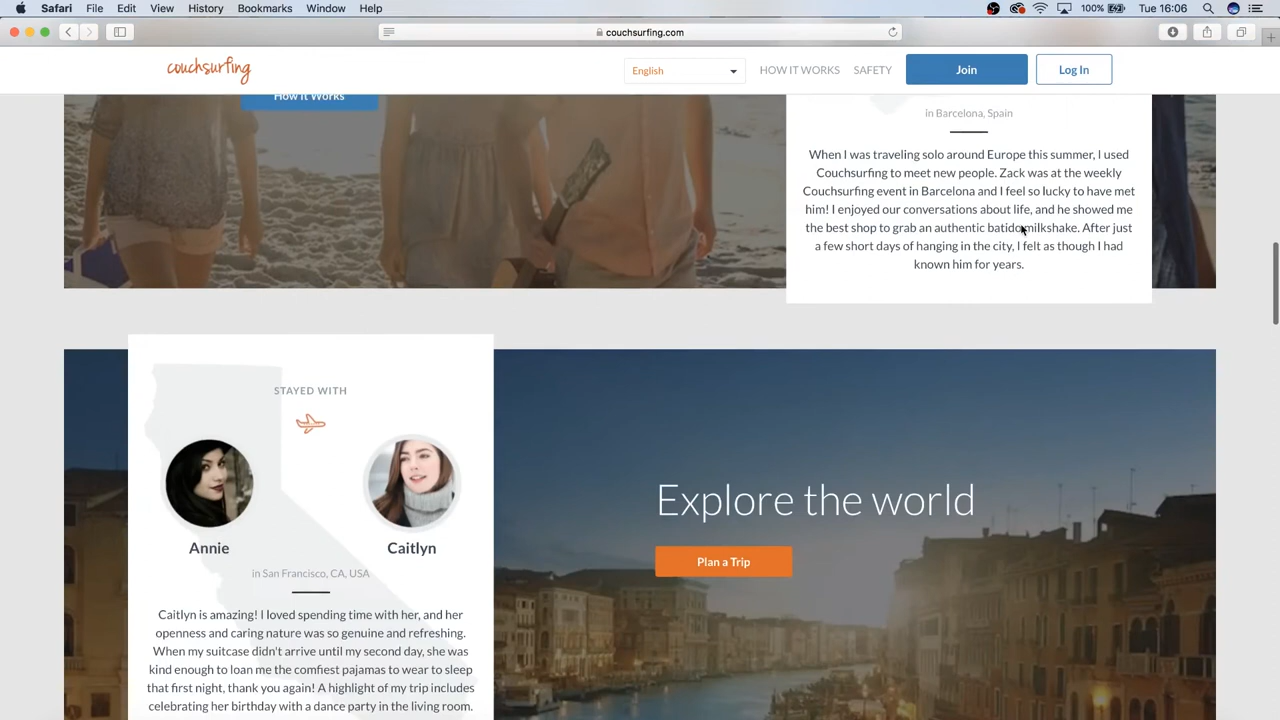 Safari File Edit View History Bookmarks Window Help
100% Tue 16:06
couchsurfing.com
couchsurfing
English
HOW IT WORKS
SAFETY
Join
Log In
How It Works
in Barcelona, Spain
When I was traveling solo around Europe this summer, I used
Couchsurfing to meet new people. Zack was at the weekly
Couchsurfing event in Barcelona and I feel so lucky to have met
him! I enjoyed our conversations about life, and he showed me
the best shop to grab an authentic batido milkshake. After just
a few short days of hanging in the city, I felt as though I had
known him for years.
STAYED WITH
Annie
Caitlyn
in San Francisco, CA, USA
Caitlyn is amazing! I loved spending time with her, and her
openness and caring nature was so genuine and refreshing.
When my suitcase didn't arrive until my second day, she was
kind enough to loan me the comfiest pajamas to wear to sleep
that first night, thank you again! A highlight of my trip includes
celebrating her birthday with a dance party in the living room.
Explore the world
Plan a Trip